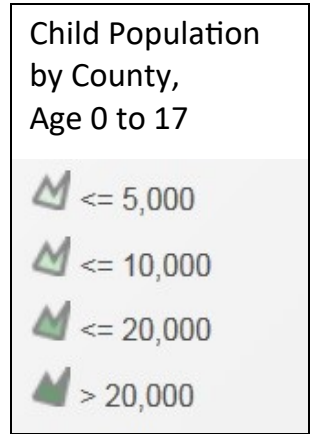 Child Population
by County,
Age 0 to 17
<= 5,000
<= 10,000
<= 20,000
> 20,000